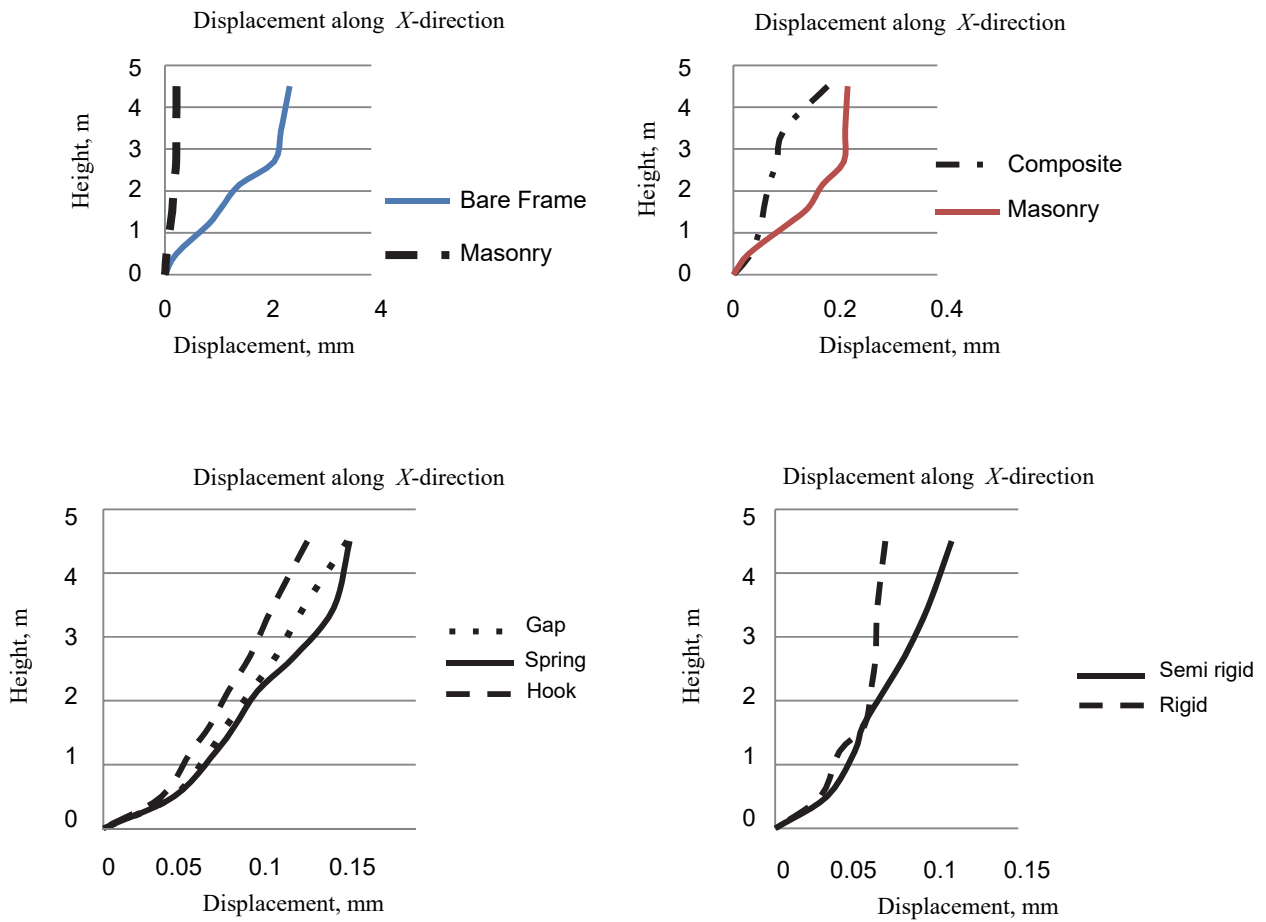 Displacement along X-direction
5
4
3
2
1
0
Height, m
0 2 4
Displacement, mm
Bare Frame
Masonry
Displacement along X-direction
5
4
3
2
1
0
Height, m
0 0.2 0.4
Displacement, mm
Composite
Masonry
Displacement along X-direction
5
4
3
2
1
0
Height, m
0 0.05 0.1 0.15
Displacement, mm
Gap
Spring
Hook
Displacement along X-direction
5
4
3
2
1
0
Height, m
0 0.05 0.1 0.15
Displacement, mm
Semi rigid
Rigid